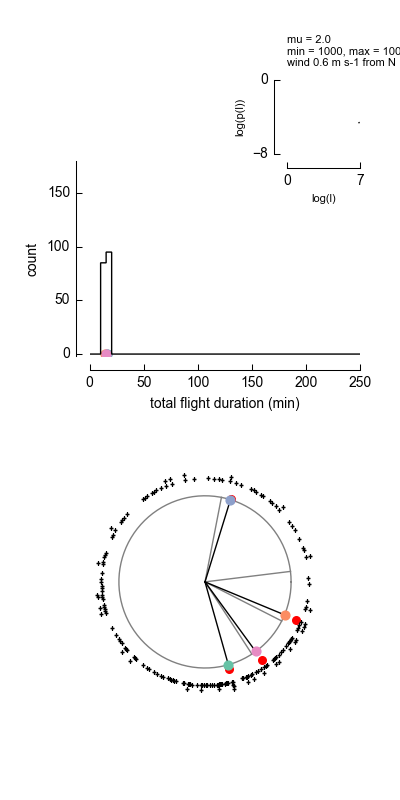 mu = 2.0
min = 1000, max = 100
wind 0.6 m s-1 from N
0
log(p(l))
−8
0 7
log(l)
150
100
50
0
count
0 50 100 150 200 250
total flight duration (min)